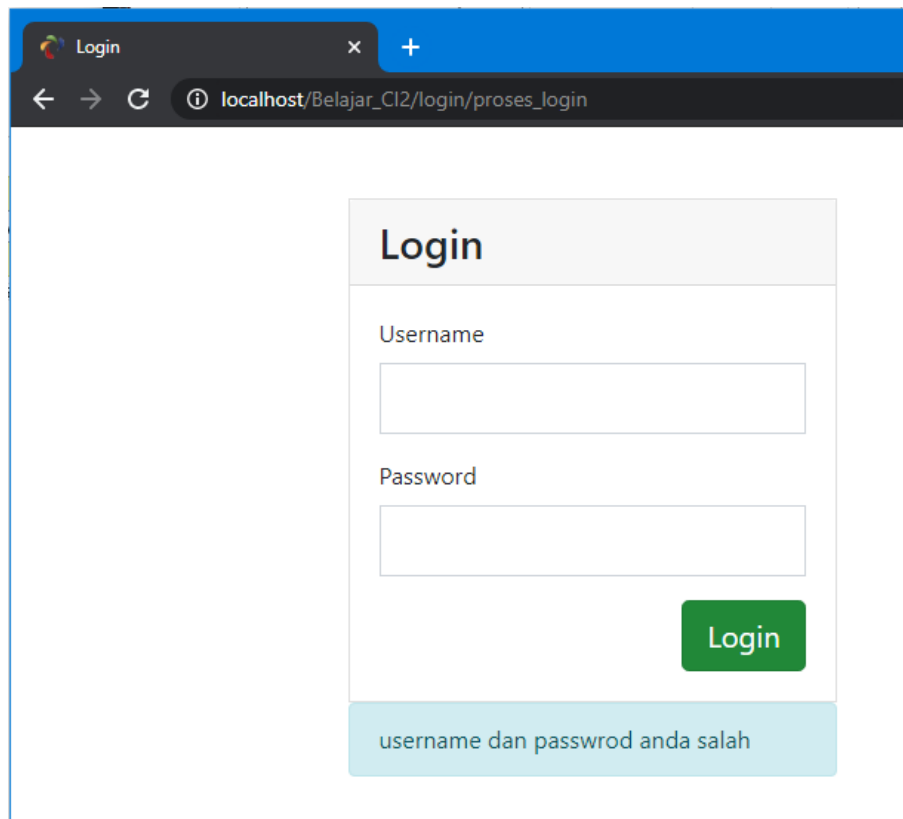 Login
localhost/Belajar_CI2/login/proses_login
Login
Username
Password
Login
username dan passwrod anda salah